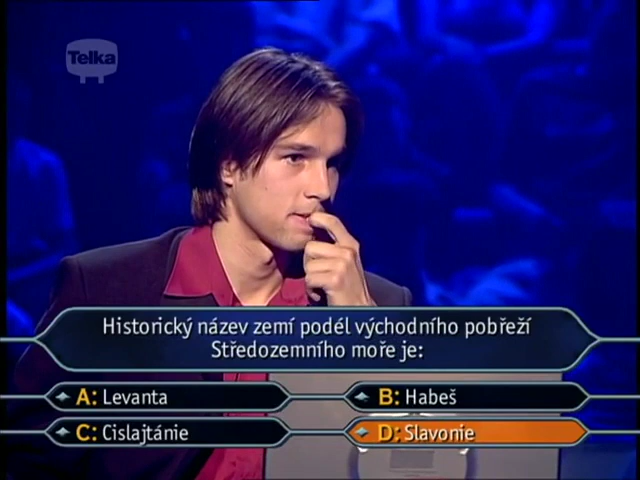 Telka
Historický název zemí podél východního pobřeží
Středozemního moře je:
A: Levanta
B: Habeš
C: Cislajtánie
D: Slavonie